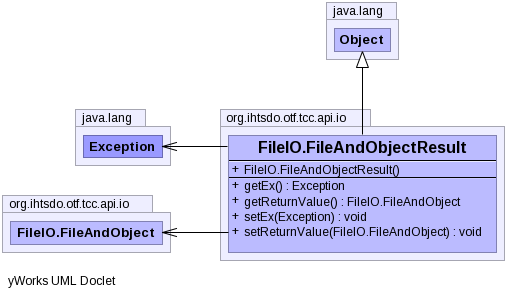 java.lang
Object
java.lang
Exception
org.ihtsdo.otf.tcc.api.io
FileIO.FileAndObjectResult
+ FileIO.FileAndObjectResult()
+ getEx() : Exception
+ getReturnValue() : FileIO.FileAndObject
+ setEx(Exception) : void
+ setReturnValue(FileIO.FileAndObject) : void
org.ihtsdo.otf.tcc.api.io
FileIO.FileAndObject
yWorks UML Doclet